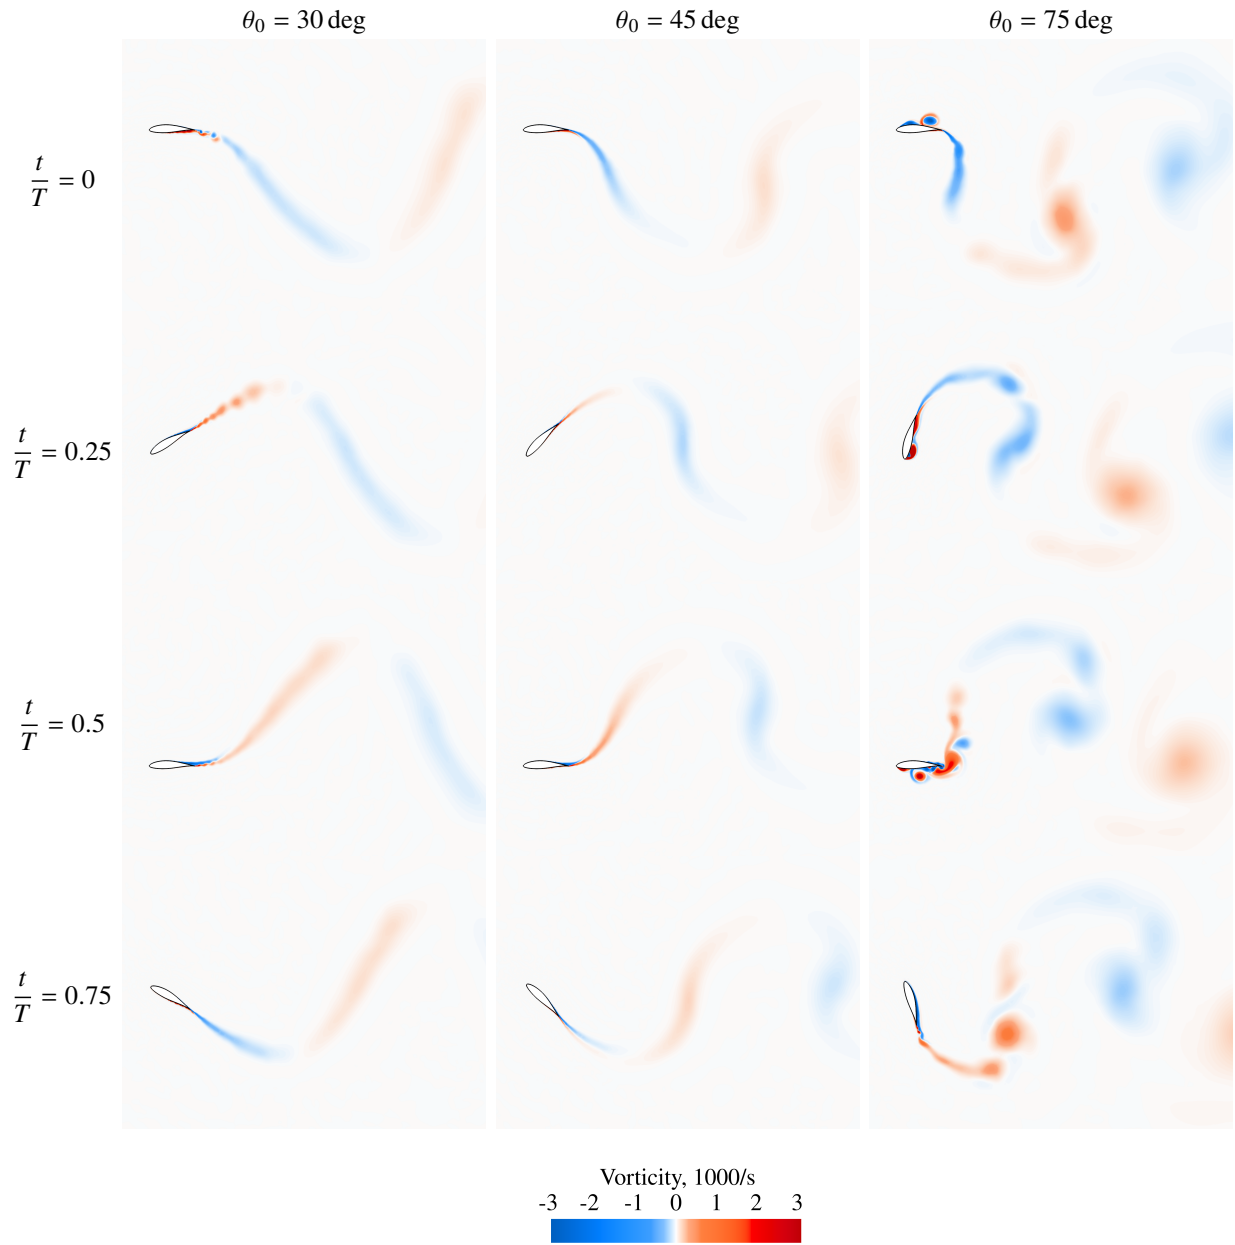 θ₀ = 30 deg
θ₀ = 45 deg
θ₀ = 75 deg
t/T = 0
t/T = 0.25
t/T = 0.5
t/T = 0.75
Vorticity, 1000/s
-3 -2 -1 0 1 2 3